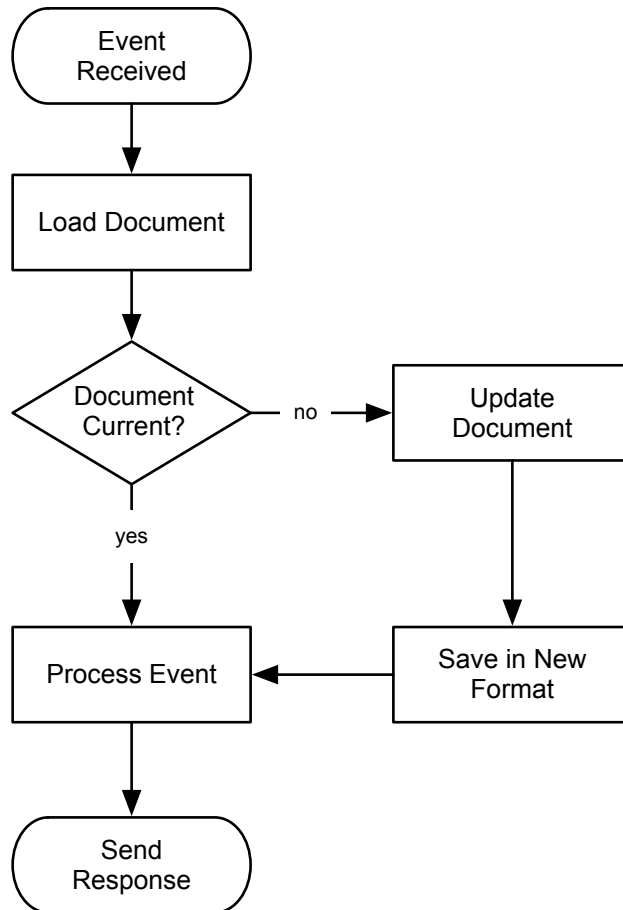 Event
Received
Load Document
Document
Current?
no
Update
Document
yes
Process Event
Save in New
Format
Send
Response